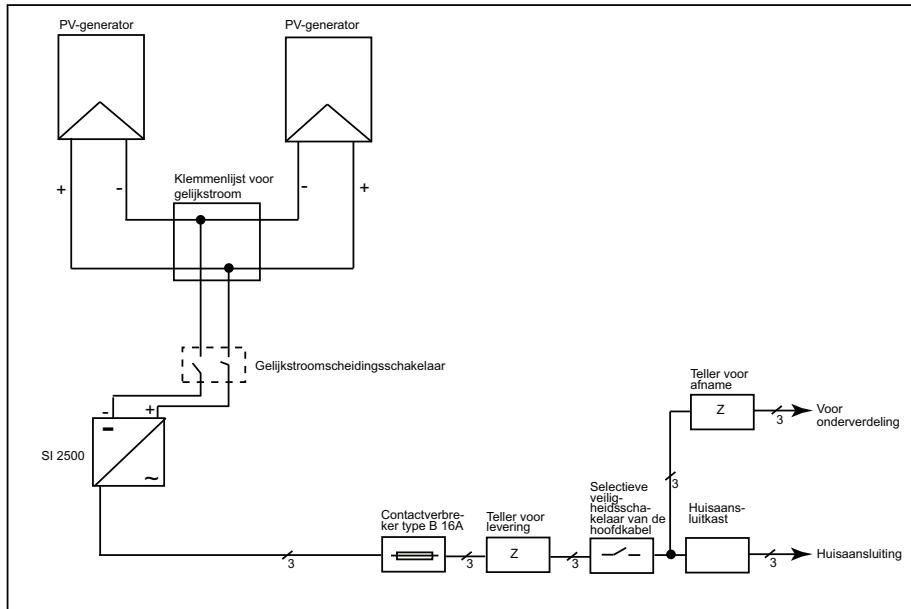 PV-generator
PV-generator
Klemmenlijst voor
gelijkstroom
+
-
-
+
Gelijkstroomscheidingsschakelaar
-
+
SI 2500
-
~
Teller voor
afname
Z
3
Voor
onderverdeling
3
Contactverbre-
ker type B 16A
Teller voor
levering
Selectieve
veilig-
heidsscha-
kelaar van de
hoofdkabel
Huisaans-
luitkast
3
3
Z
3
3
Huisaansluiting